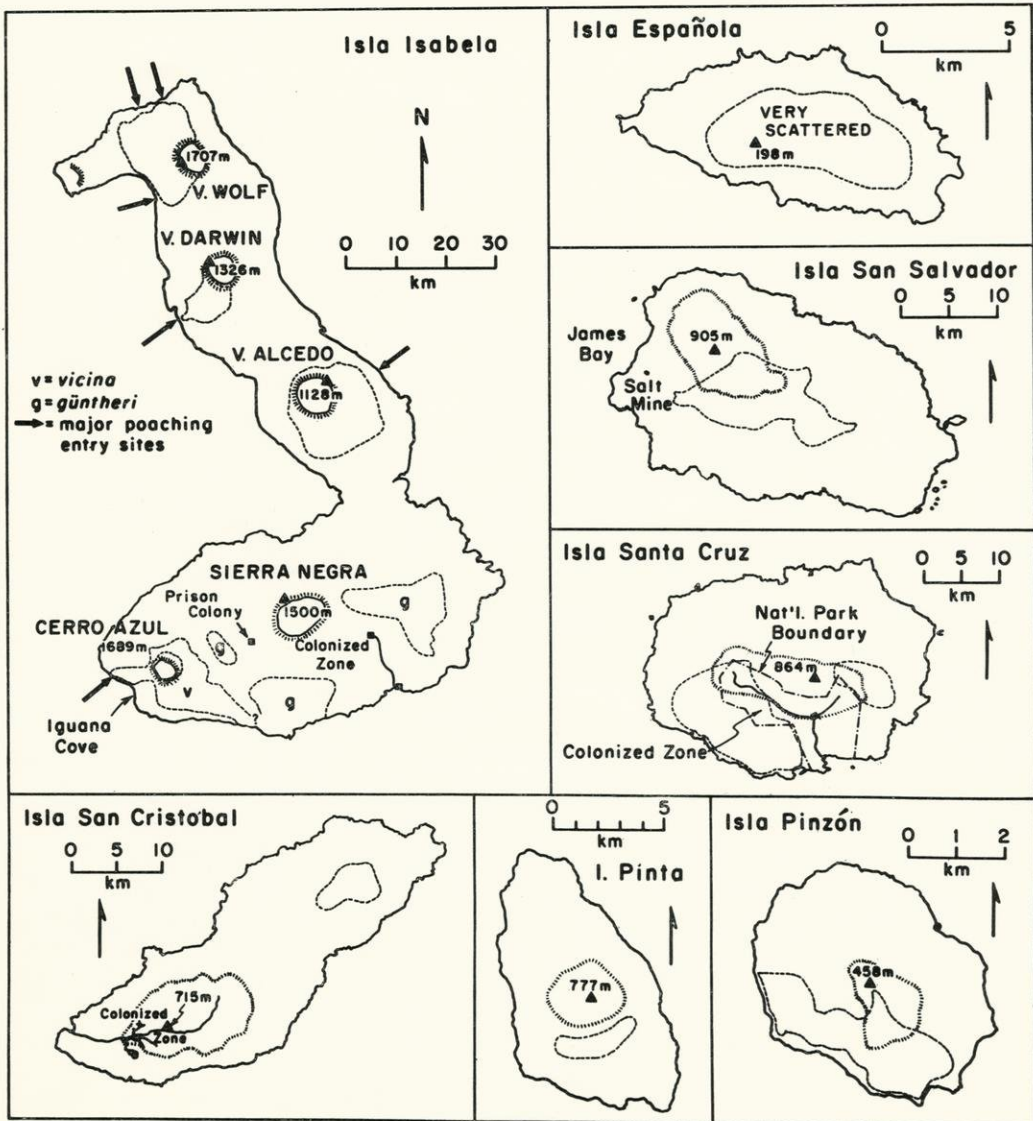 Isla Isabela
1707m
V. WOLF
V. DARWIN
1326m
N
0 10 20 30
km
V. ALCEDO
1128m
v = vicina
g = güntheri
= major poaching
entry sites
SIERRA NEGRA
Prison
Colony
1500m
g
CERRO AZUL
1689m
g
Colonized
Zone
v
g
Iguana
Cove
Isla Española
0 5
km
VERY
SCATTERED
198m
Isla San Salvador
0 5 10
km
James
Bay
905m
Salt
Mine
Isla Santa Cruz
0 5 10
km
Nat'l. Park
Boundary
864m
Colonized Zone
Isla San Cristóbal
0 5 10
km
715m
Colonized
Zone
0 5
km
I. Pinta
777m
Isla Pinzón
0 1 2
km
458m